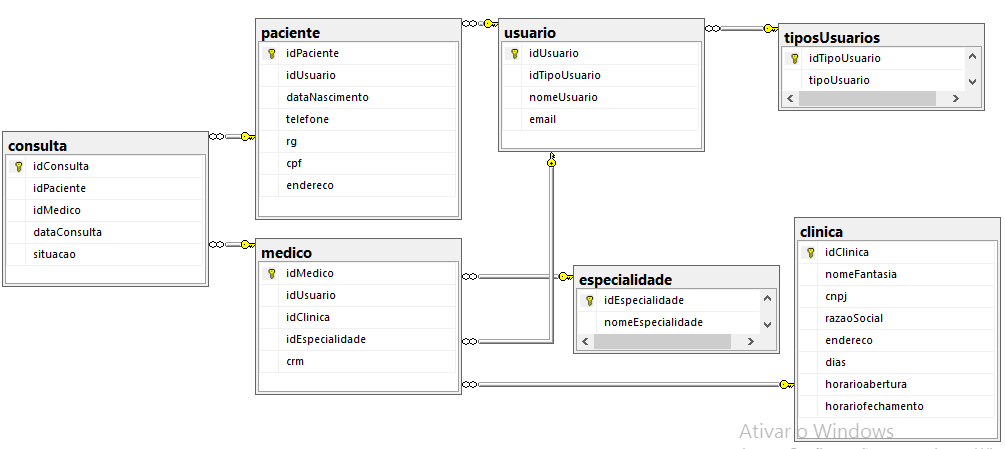 paciente
idPaciente
idUsuario
dataNascimento
telefone
rg
cpf
endereco
usuario
idUsuario
idTipoUsuario
nomeUsuario
email
tiposUsuarios
idTipoUsuario
tipoUsuario
consulta
idConsulta
idPaciente
idMedico
dataConsulta
situacao
medico
idMedico
idUsuario
idClinica
idEspecialidade
crm
especialidade
idEspecialidade
nomeEspecialidade
clinica
idClinica
nomeFantasia
cnpj
razaoSocial
endereco
dias
horarioabertura
horariofechamento
Ativar o Windows